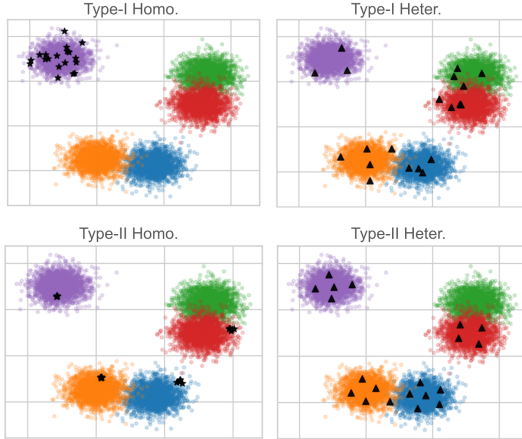 Type-I Homo.
Type-I Heter.
Type-II Homo.
Type-II Heter.